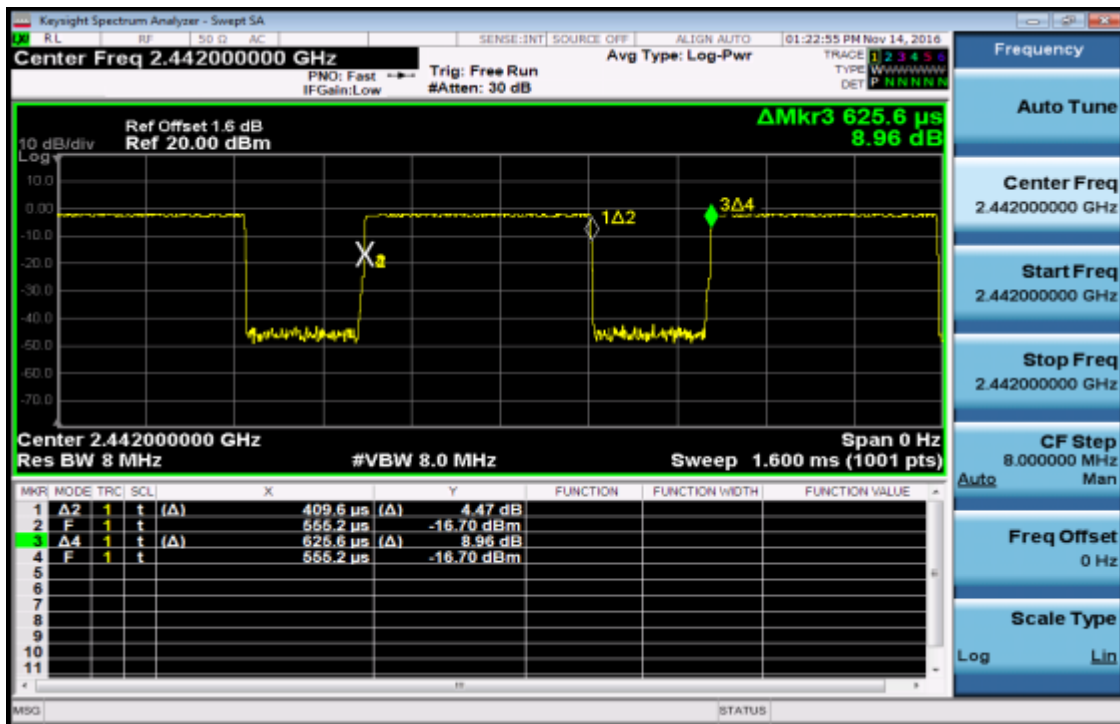 Keysight Spectrum Analyzer - Swept SA
RL RF 50 Ω AC SENSE:INT SOURCE OFF ALIGN AUTO 01:22:55 PM Nov 14, 2016
Center Freq 2.442000000 GHz
PNO: Fast
IFGain:Low
Trig: Free Run
#Atten: 30 dB
Avg Type: Log-Pwr
TRACE 1 2 3 4 5 6
TYPE WWWWWW
DET P NNNNN
ΔMkr3 625.6 µs
8.96 dB
Ref Offset 1.6 dB
10 dB/div Ref 20.00 dBm
Log
10.0
0.00
-10.0
-20.0
-30.0
-40.0
-50.0
-60.0
-70.0
1Δ2
3Δ4
Center 2.442000000 GHz Span 0 Hz
Res BW 8 MHz #VBW 8.0 MHz Sweep 1.600 ms (1001 pts)
MKR MODE TRC SCL X Y FUNCTION FUNCTION WIDTH FUNCTION VALUE
1 Δ2 1 t (Δ) 409.6 µs (Δ) 4.47 dB
2 F 1 t 555.2 µs -16.70 dBm
3 Δ4 1 t (Δ) 625.6 µs (Δ) 8.96 dB
4 F 1 t 555.2 µs -16.70 dBm
5
6
7
8
9
10
11
MSG STATUS
Frequency
Auto Tune
Center Freq
2.442000000 GHz
Start Freq
2.442000000 GHz
Stop Freq
2.442000000 GHz
CF Step
8.000000 MHz
Auto Man
Freq Offset
0 Hz
Scale Type
Log Lin